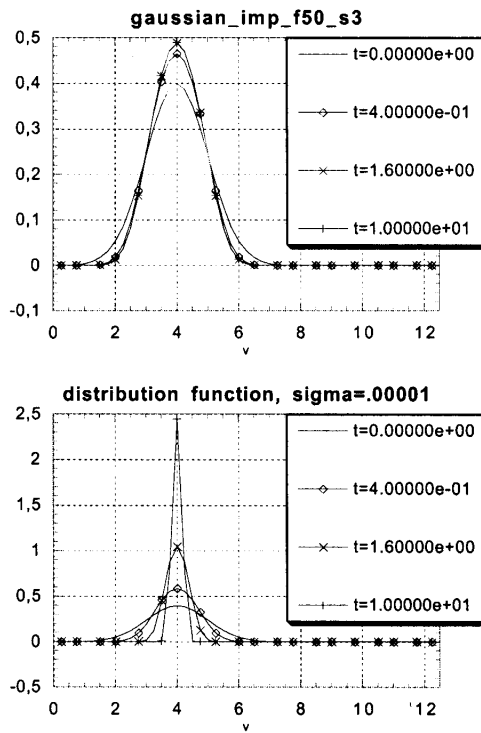 gaussian_imp_f50_s3
0,5
0,4
0,3
0,2
0,1
0
-0,1
t=0.00000e+00
t=4.00000e-01
t=1.60000e+00
t=1.00000e+01
0 2 4 6 8 10 12
v
distribution function, sigma=.00001
2,5
2
1,5
1
0,5
0
-0,5
t=0.00000e+00
t=4.00000e-01
t=1.60000e+00
t=1.00000e+01
0 2 4 6 8 10 12
v